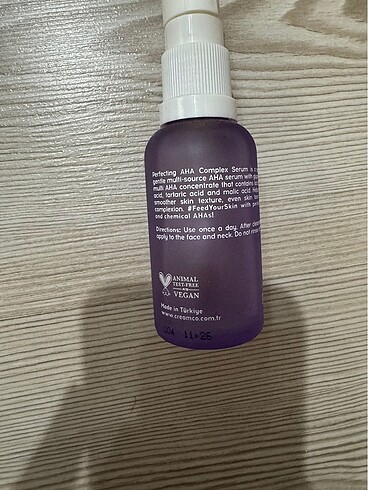 Perfecting AHA Complex Serum is
gentle multi-source AHA serum with
multi AHA concentrate that contains
acid, tartaric acid and malic acid.
smoother skin texture, even skin
complexion. #FeedYourSkin with
and chemical AHAs!
Directions: Use once a day. After
apply to the face and neck. Do not
ANIMAL
TEST-FREE
VEGAN
Made in Türkiye
www.creamco.com.tr
11-25